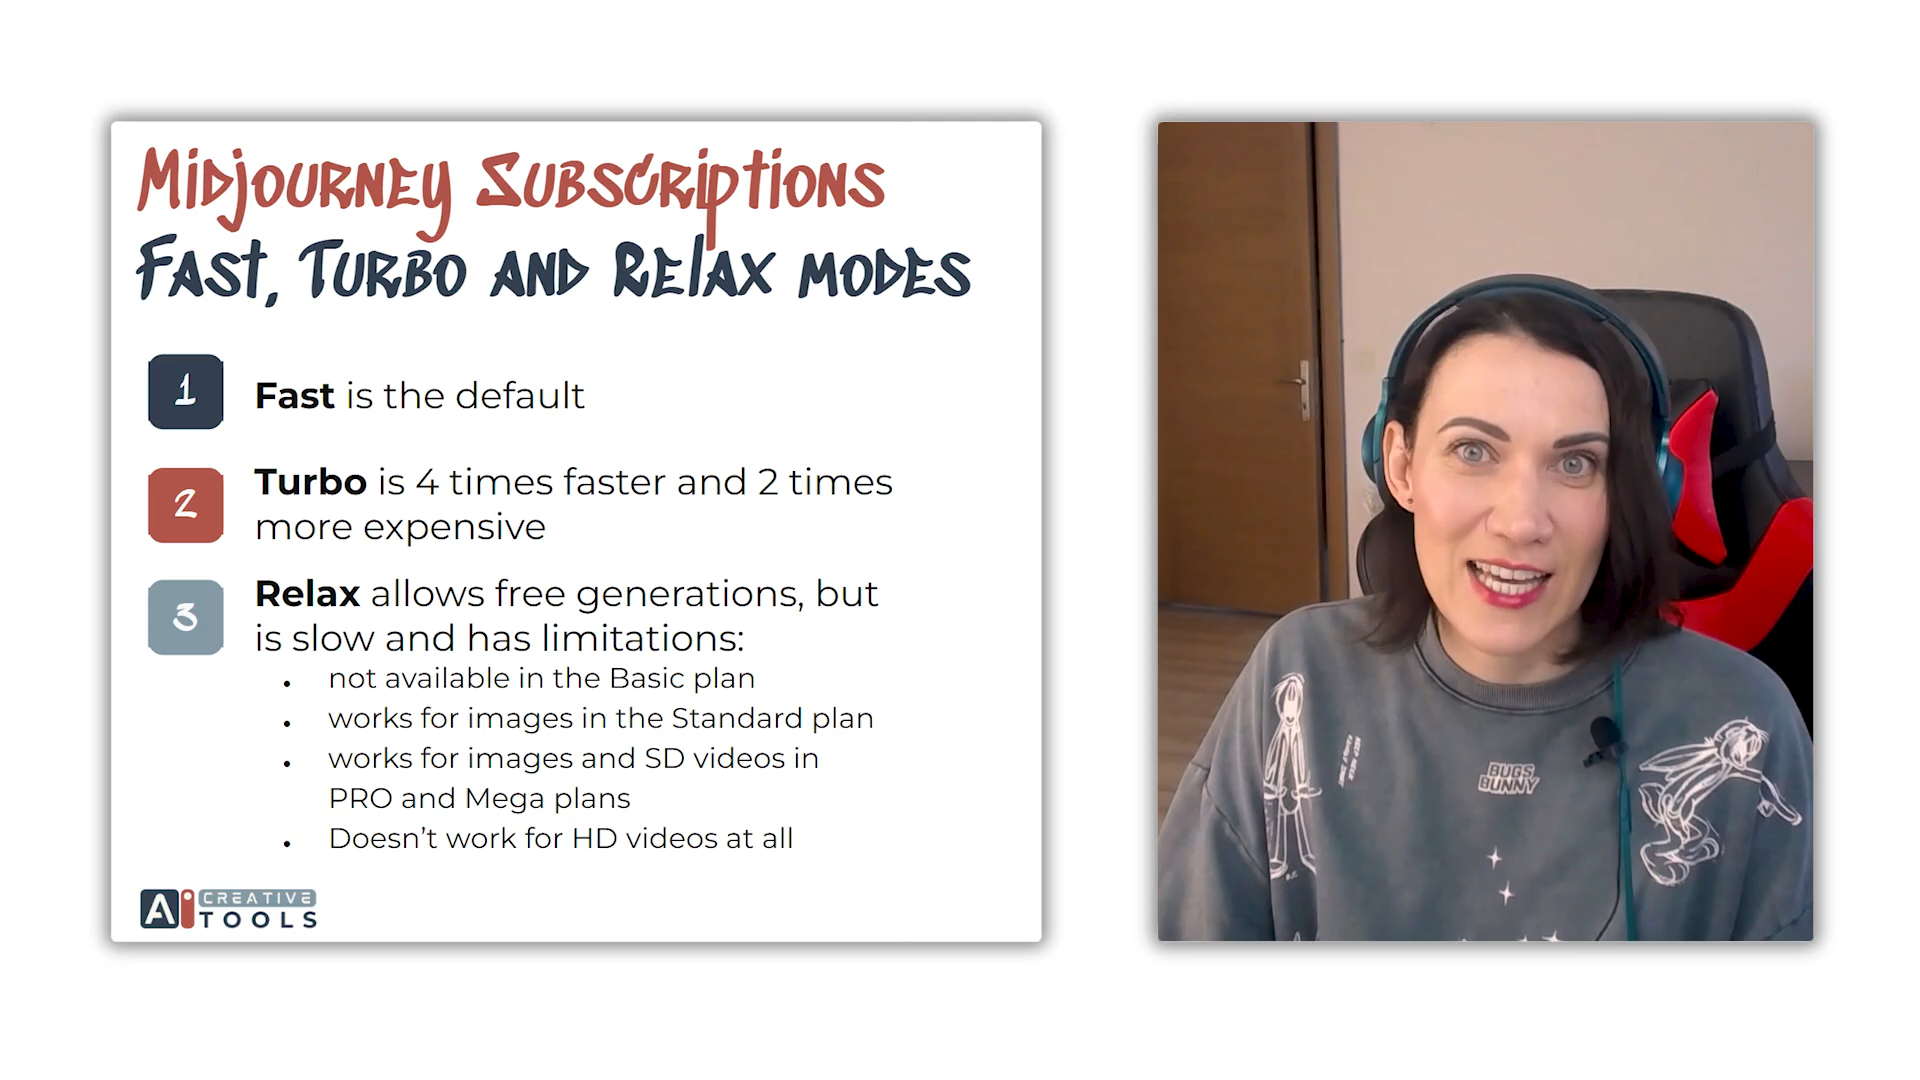 Midjourney Subscriptions
Fast, Turbo and Relax modes
1
Fast is the default
2
Turbo is 4 times faster and 2 times
more expensive
3
Relax allows free generations, but
is slow and has limitations:
• not available in the Basic plan
• works for images in the Standard plan
• works for images and SD videos in
PRO and Mega plans
• Doesn’t work for HD videos at all
Ai CREATIVE
TOOLS
BUGS
BUNNY